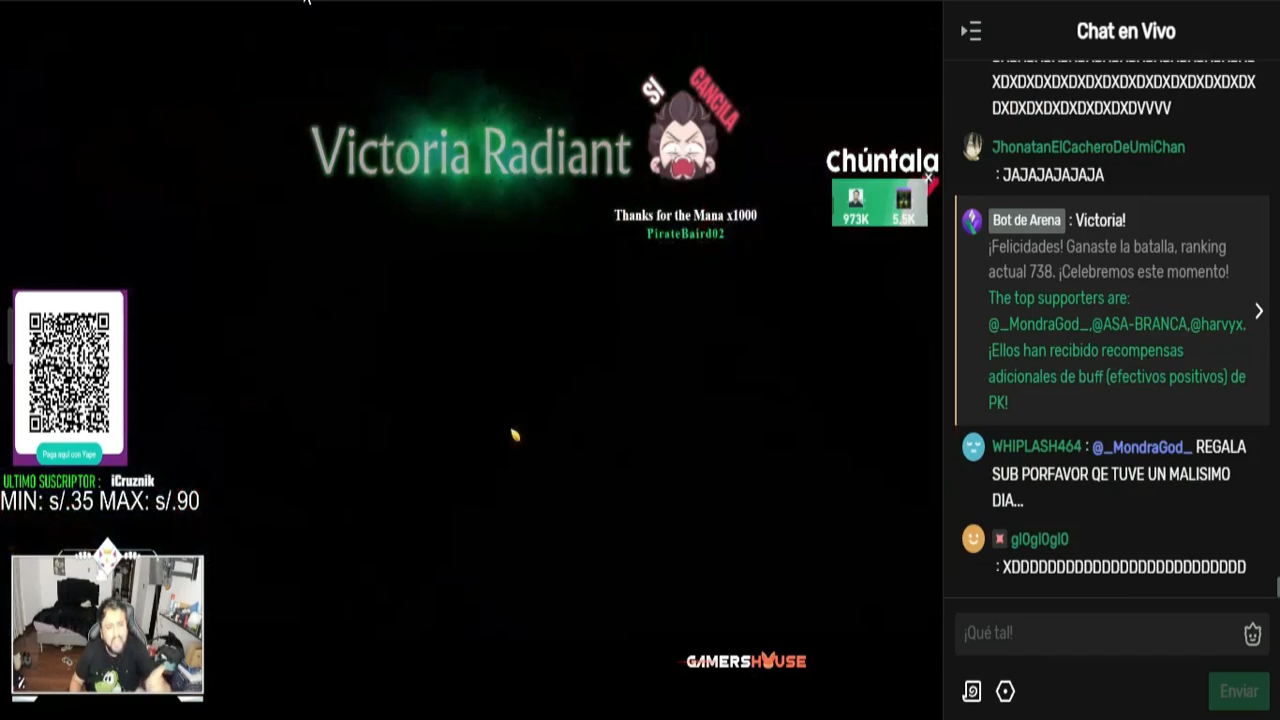 Victoria Radiant
SI
CANCILA
Thanks for the Mana x1000
PirateBaird02
Chúntala
973K
5.5K
Paga aquí con Yape
ULTIMO SUSCRIPTOR : iCruznik
MIN: s/.35 MAX: s/.90
GAMERSHOUSE
Chat en Vivo
XDXDXDXDXDXDXDXDXDXDXDXDXDXDXDX
DXDXDXDXDXDXDXDVVVV
JhonatanElCacheroDeUmiChan
: JAJAJAJAJAJA
Bot de Arena : Victoria!
¡Felicidades! Ganaste la batalla, ranking
actual 738. ¡Celebremos este momento!
The top supporters are:
@_MondraGod_,@ASA-BRANCA,@harvyx.
¡Ellos han recibido recompensas
adicionales de buff (efectivos positivos) de
PK!
WHIPLASH464 : @_MondraGod_ REGALA
SUB PORFAVOR QE TUVE UN MALISIMO
DIA...
gl0gl0gl0
: XDDDDDDDDDDDDDDDDDDDDDDDDDD
¡Qué tal!
Enviar